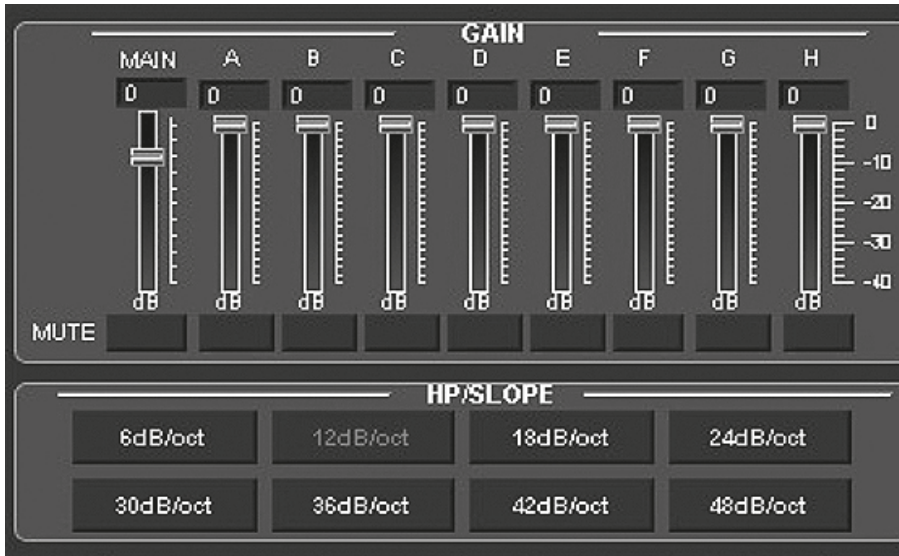 GAIN
MAIN A B C D E F G H
0 0 0 0 0 0 0 0 0
0
-10
-20
-30
-40
dB dB dB dB dB dB dB dB dB
MUTE
HP/SLOPE
6dB/oct 12dB/oct 18dB/oct 24dB/oct
30dB/oct 36dB/oct 42dB/oct 48dB/oct